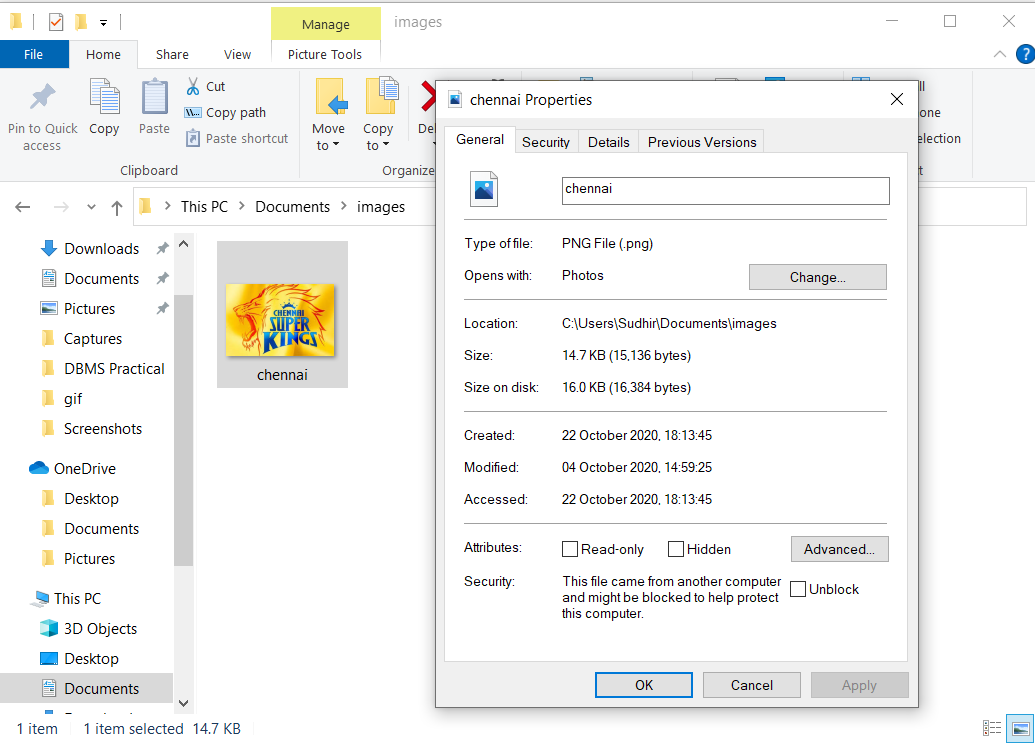 Manage
images
File
Home
Share
View
Picture Tools
Pin to Quick
access
Copy
Paste
Cut
Copy path
Paste shortcut
Clipboard
Move
to
Copy
to
Organize
This PC
Documents
images
Downloads
Documents
Pictures
Captures
DBMS Practical
gif
Screenshots
OneDrive
Desktop
Documents
Pictures
This PC
3D Objects
Desktop
Documents
CHENNAI
SUPER
KINGS
chennai
chennai Properties
General
Security
Details
Previous Versions
chennai
Type of file: PNG File (.png)
Opens with: Photos
Change...
Location: C:\Users\Sudhir\Documents\images
Size: 14.7 KB (15,136 bytes)
Size on disk: 16.0 KB (16,384 bytes)
Created: 22 October 2020, 18:13:45
Modified: 04 October 2020, 14:59:25
Accessed: 22 October 2020, 18:13:45
Attributes: Read-only Hidden
Advanced...
Security: This file came from another computer
and might be blocked to help protect
this computer.
Unblock
OK
Cancel
Apply
1 item
1 item selected 14.7 KB